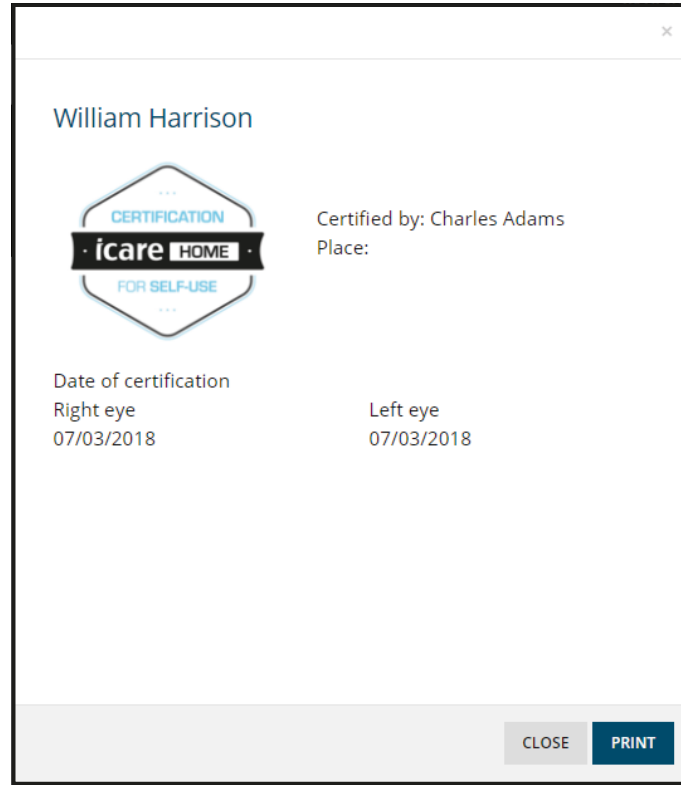 ×
William Harrison
CERTIFICATION
· icare HOME ·
FOR SELF-USE
Certified by: Charles Adams
Place:
Date of certification
Right eye
Left eye
07/03/2018
07/03/2018
CLOSE
PRINT